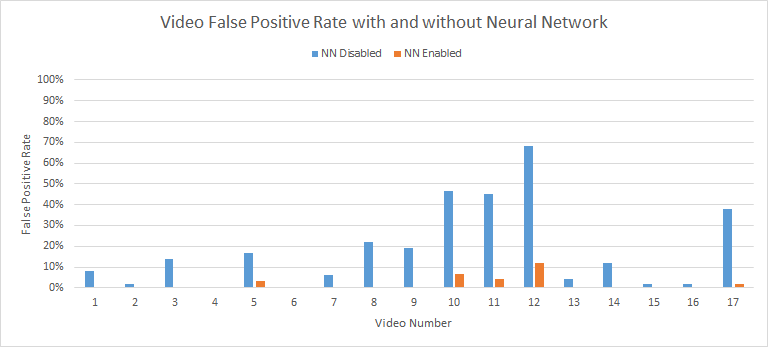 Video False Positive Rate with and without Neural Network
NN Disabled NN Enabled
100%
90%
80%
70%
60%
50%
40%
30%
20%
10%
0%
False Positive Rate
1 2 3 4 5 6 7 8 9 10 11 12 13 14 15 16 17
Video Number